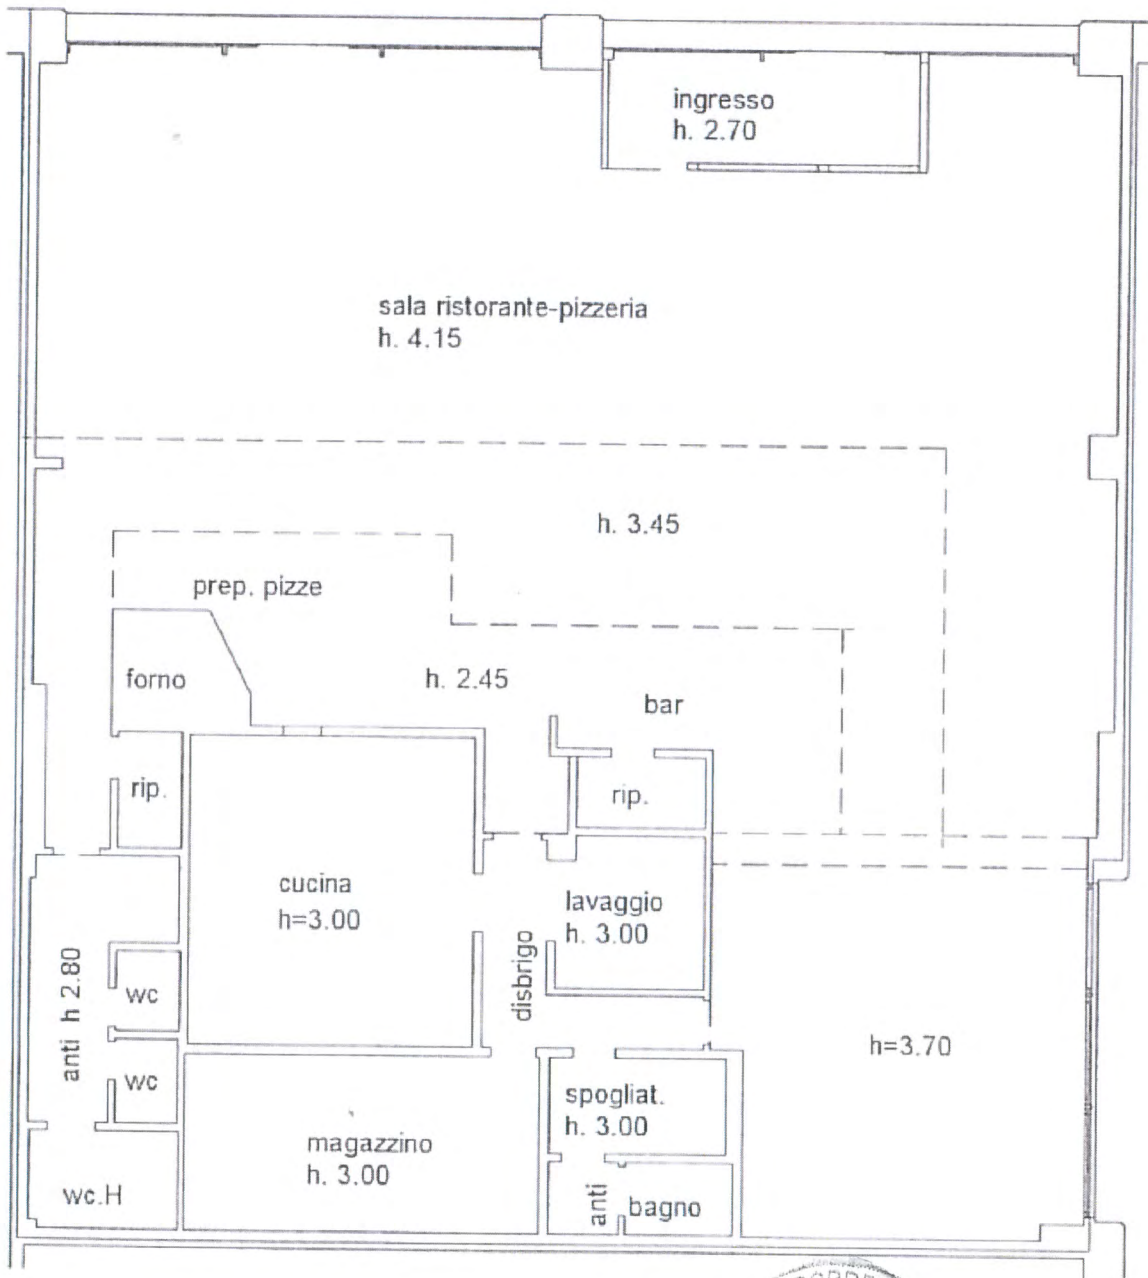 ingresso
h. 2.70
sala ristorante-pizzeria
h. 4.15
h. 3.45
prep. pizze
forno
h. 2.45
bar
rip.
rip.
cucina
h=3.00
lavaggio
h. 3.00
disbrigo
anti h 2.80
wc
wc
h=3.70
spogliat.
h. 3.00
magazzino
h. 3.00
wc.H
anti
bagno